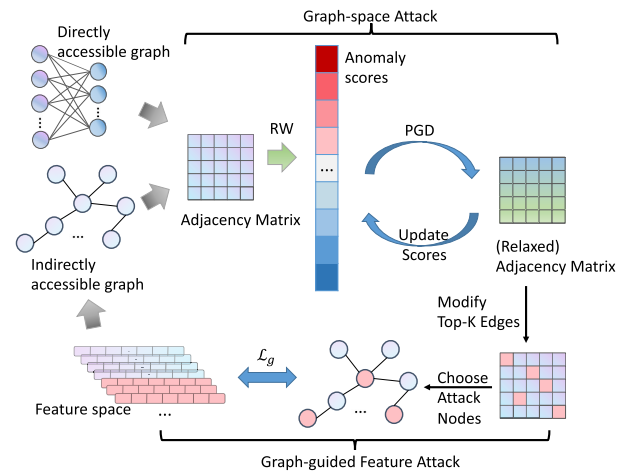 Graph-space Attack
Directly
accessible graph
Anomaly
scores
RW
PGD
...
Adjacency Matrix
Update
Scores
(Relaxed)
Adjacency Matrix
...
Indirectly
accessible graph
Modify
Top-K Edges
ℒg
Choose
Attack
Nodes
Feature space
...
...
Graph-guided Feature Attack